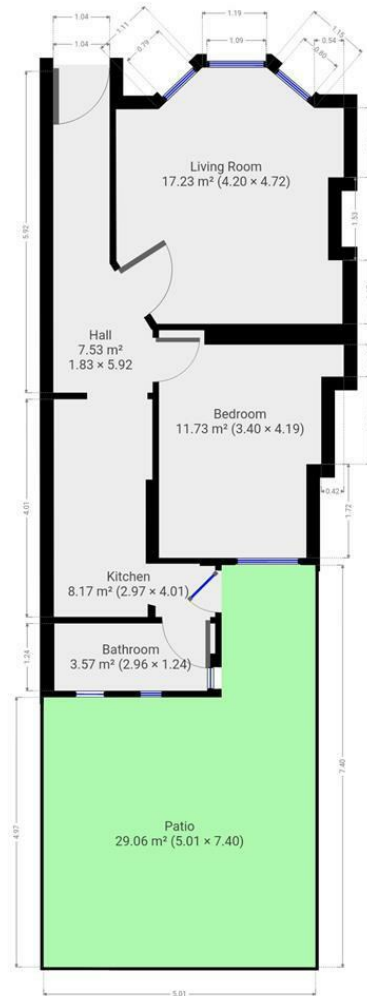 1.04
1.04
1.11
0.79
1.19
1.09
1.15
0.54
0.80
5.92
Living Room
17.23 m² (4.20 × 4.72)
1.53
Hall
7.53 m²
1.83 × 5.92
Bedroom
11.73 m² (3.40 × 4.19)
0.42
4.01
1.72
Kitchen
8.17 m² (2.97 × 4.01)
1.24
Bathroom
3.57 m² (2.96 × 1.24)
7.40
4.97
Patio
29.06 m² (5.01 × 7.40)
5.01